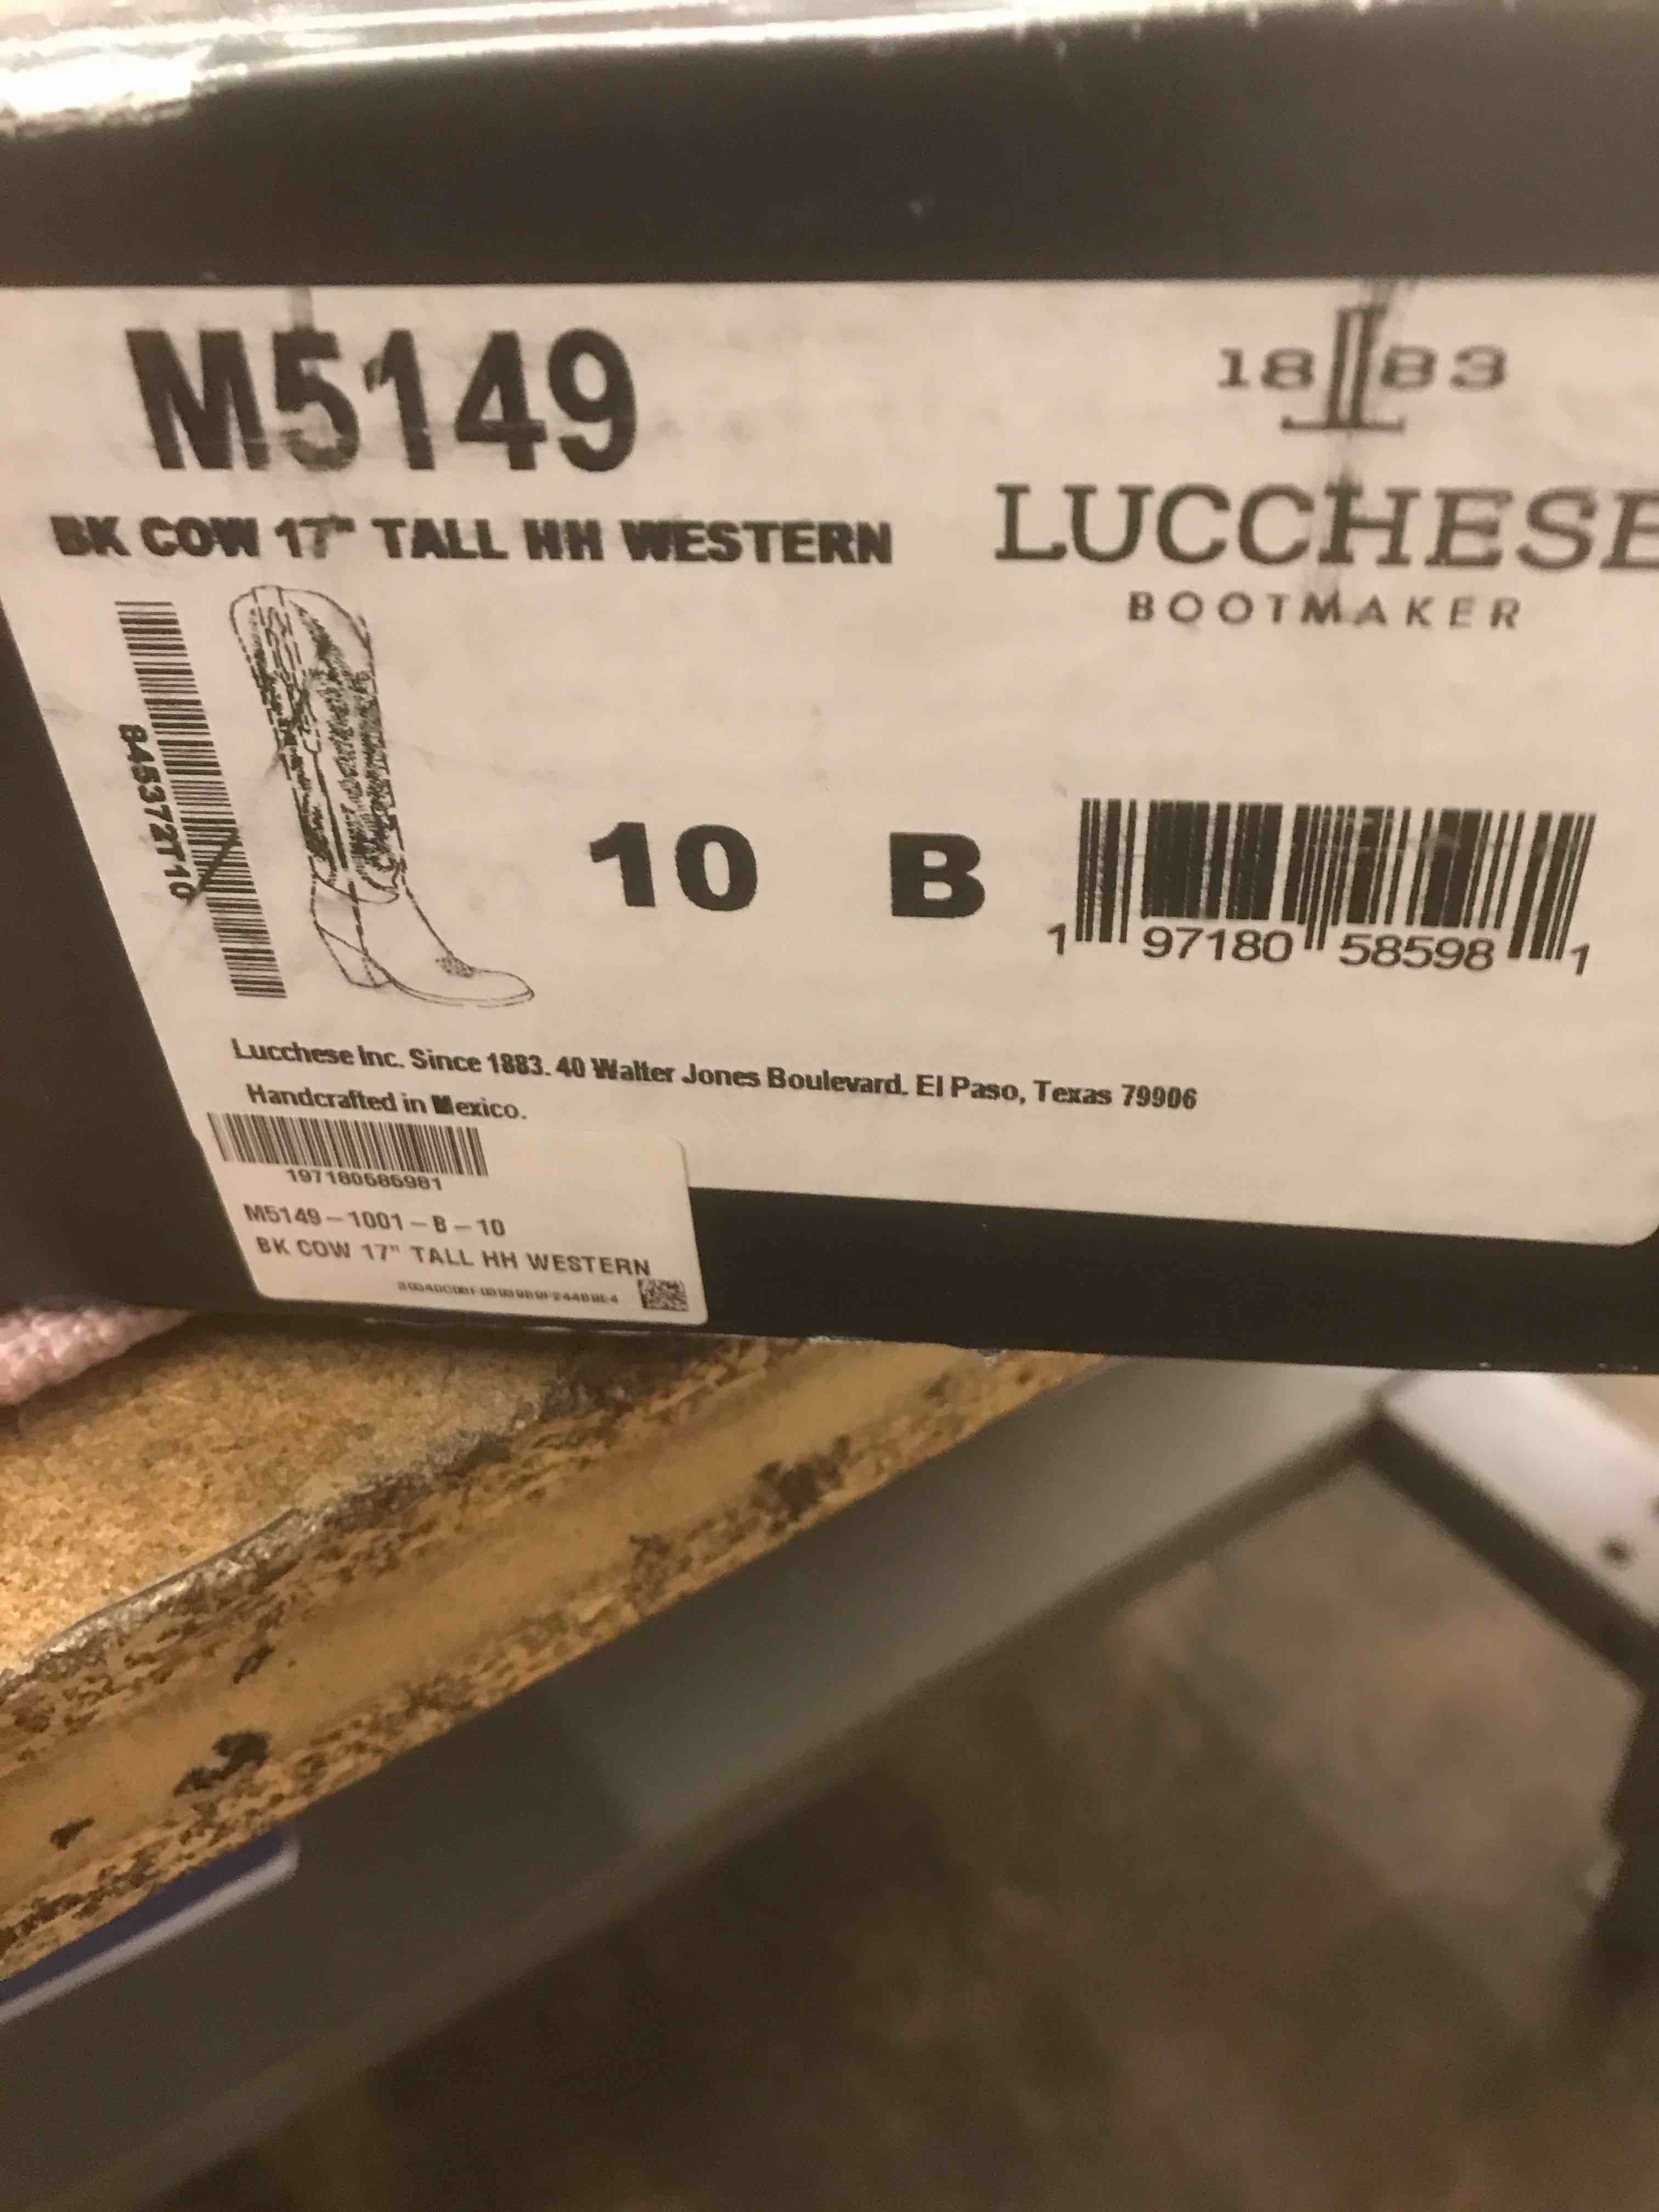 M5149
BK COW 17" TALL HH WESTERN
18 83
LUCCHESE
BOOTMAKER
845372T10
10 B
1 97180 58598 1
Lucchese Inc. Since 1883. 40 Walter Jones Boulevard. El Paso, Texas 79906
Handcrafted in Mexico.
197180585981
M5149-1001-B-10
BK COW 17" TALL HH WESTERN